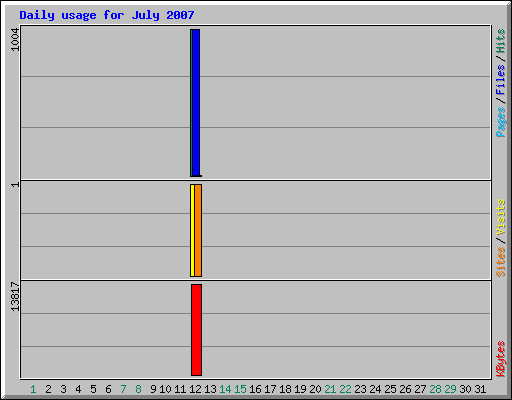 Daily usage for July 2007
1004
Pages / Files / Hits
1
Sites / Visits
13817
KBytes
1 2 3 4 5 6 7 8 9 10 11 12 13 14 15 16 17 18 19 20 21 22 23 24 25 26 27 28 29 30 31